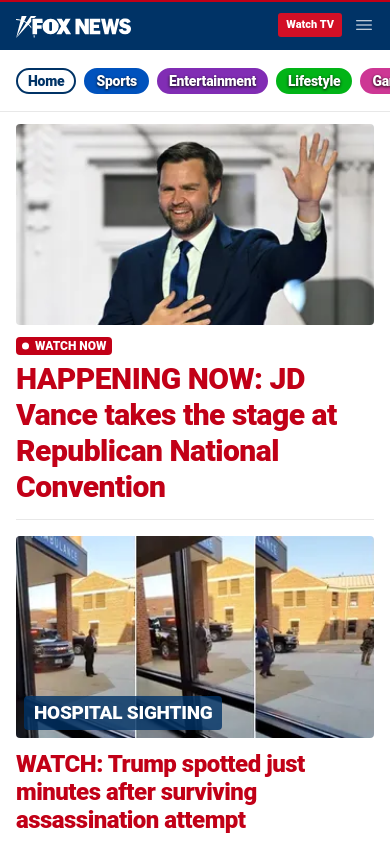 FOX NEWS
Watch TV
Home
Sports
Entertainment
Lifestyle
WATCH NOW
HAPPENING NOW: JD
Vance takes the stage at
Republican National
Convention
HOSPITAL SIGHTING
WATCH: Trump spotted just
minutes after surviving
assassination attempt